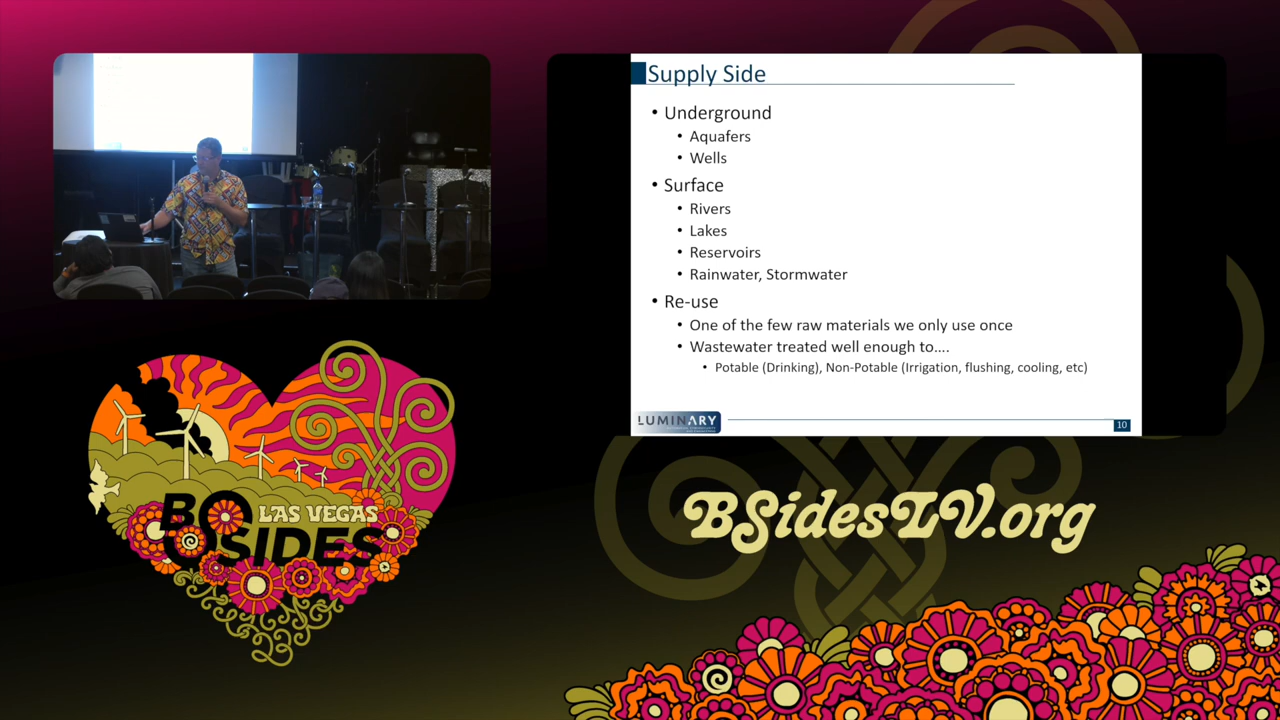 Supply Side
• Underground
• Aquafers
• Wells
• Surface
• Rivers
• Lakes
• Reservoirs
• Rainwater, Stormwater
• Re-use
• One of the few raw materials we only use once
• Wastewater treated well enough to….
• Potable (Drinking), Non-Potable (Irrigation, flushing, cooling, etc)
LUMINARY
10
LAS VEGAS
BSIDES
BSidesLV.org